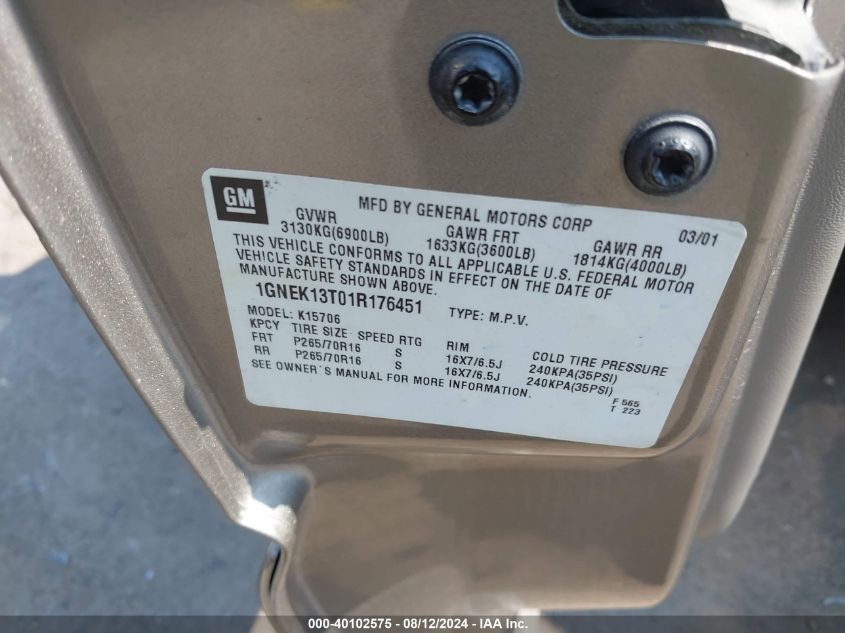 GM
MFD BY GENERAL MOTORS CORP 03/01
GVWR GAWR FRT GAWR RR
3130KG(6900LB) 1633KG(3600LB) 1814KG(4000LB)
THIS VEHICLE CONFORMS TO ALL APPLICABLE U.S. FEDERAL MOTOR
VEHICLE SAFETY STANDARDS IN EFFECT ON THE DATE OF
MANUFACTURE SHOWN ABOVE.
1GNEK13T01R176451 TYPE: M.P.V.
MODEL: K15706
KPCY TIRE SIZE SPEED RTG RIM COLD TIRE PRESSURE
FRT P265/70R16 S 16X7/6.5J 240KPA(35PSI)
RR P265/70R16 S 16X7/6.5J 240KPA(35PSI)
SEE OWNER'S MANUAL FOR MORE INFORMATION.
F 565
T 223
000-40102575 - 08/12/2024 - IAA Inc.